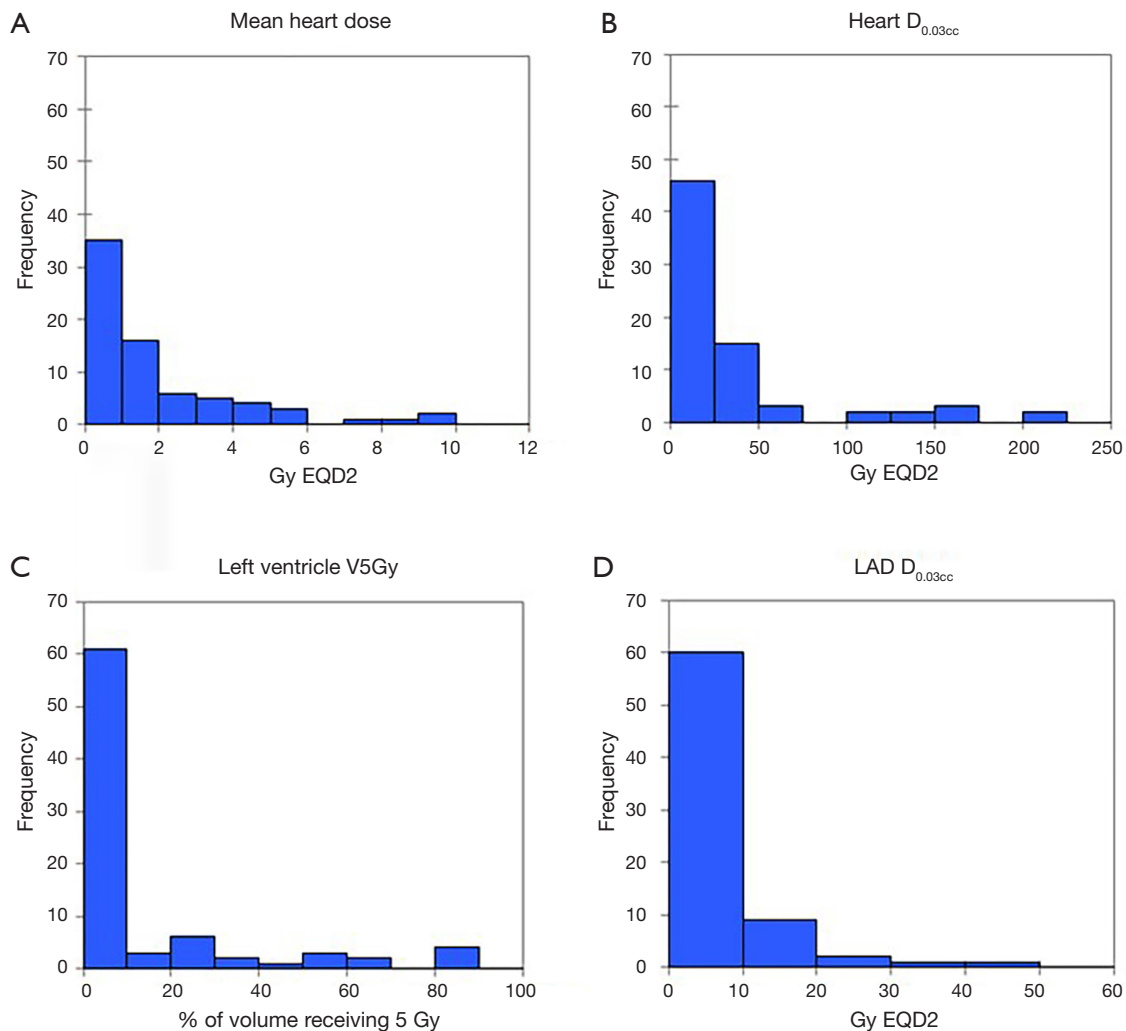 A
Mean heart dose
70
60
50
40
30
20
10
0
Frequency
0 2 4 6 8 10 12
Gy EQD2
B
Heart D0.03cc
70
60
50
40
30
20
10
0
Frequency
0 50 100 150 200 250
Gy EQD2
C
Left ventricle V5Gy
70
60
50
40
30
20
10
0
Frequency
0 20 40 60 80 100
% of volume receiving 5 Gy
D
LAD D0.03cc
70
60
50
40
30
20
10
0
Frequency
0 10 20 30 40 50 60
Gy EQD2